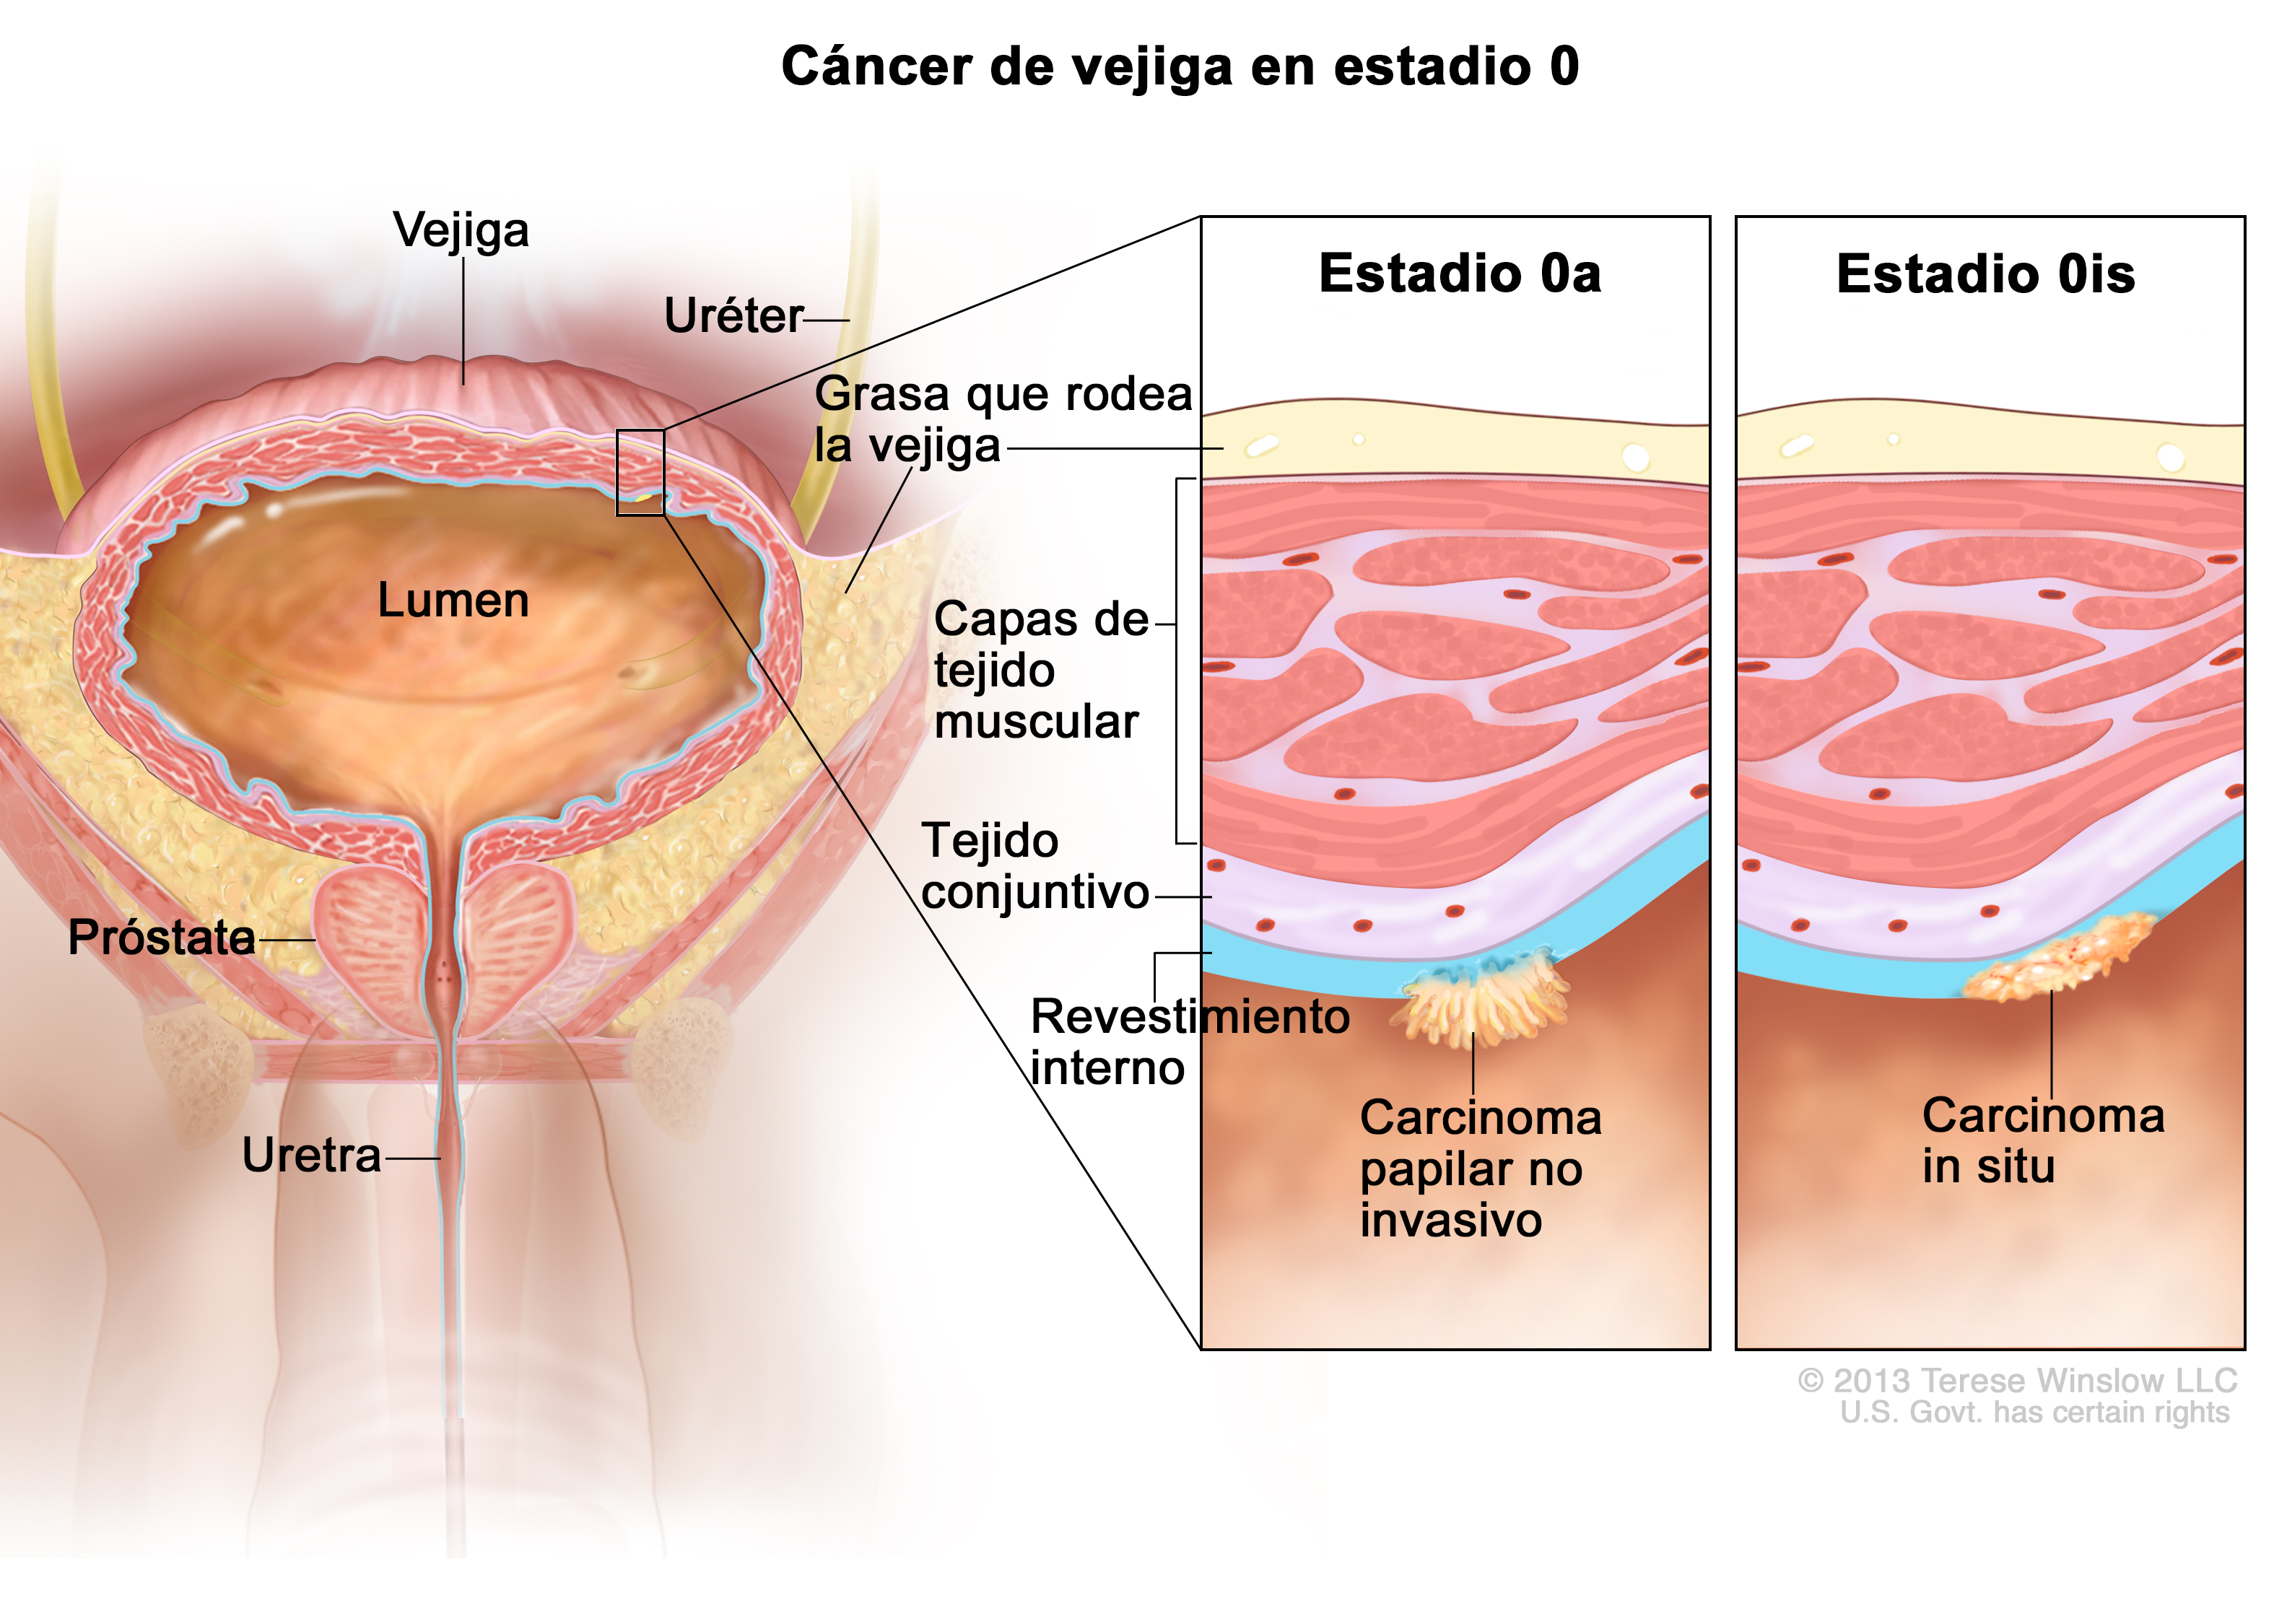 Cáncer de vejiga en estadio 0
Vejiga
Uréter
Grasa que rodea
la vejiga
Lumen
Capas de
tejido
muscular
Tejido
conjuntivo
Próstata
Revestimiento
interno
Uretra
Estadio 0a
Carcinoma
papilar no
invasivo
Estadio 0is
Carcinoma
in situ
© 2013 Terese Winslow LLC
U.S. Govt. has certain rights